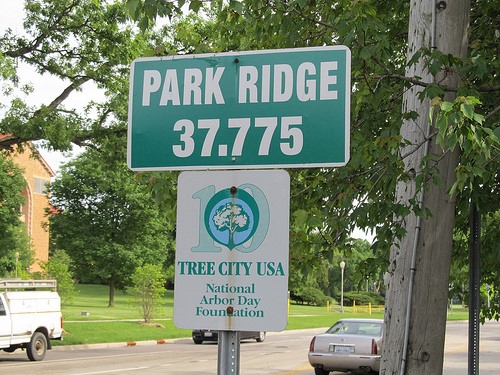 PARK RIDGE
37.775
10
TREE CITY USA
National
Arbor Day
Foundation